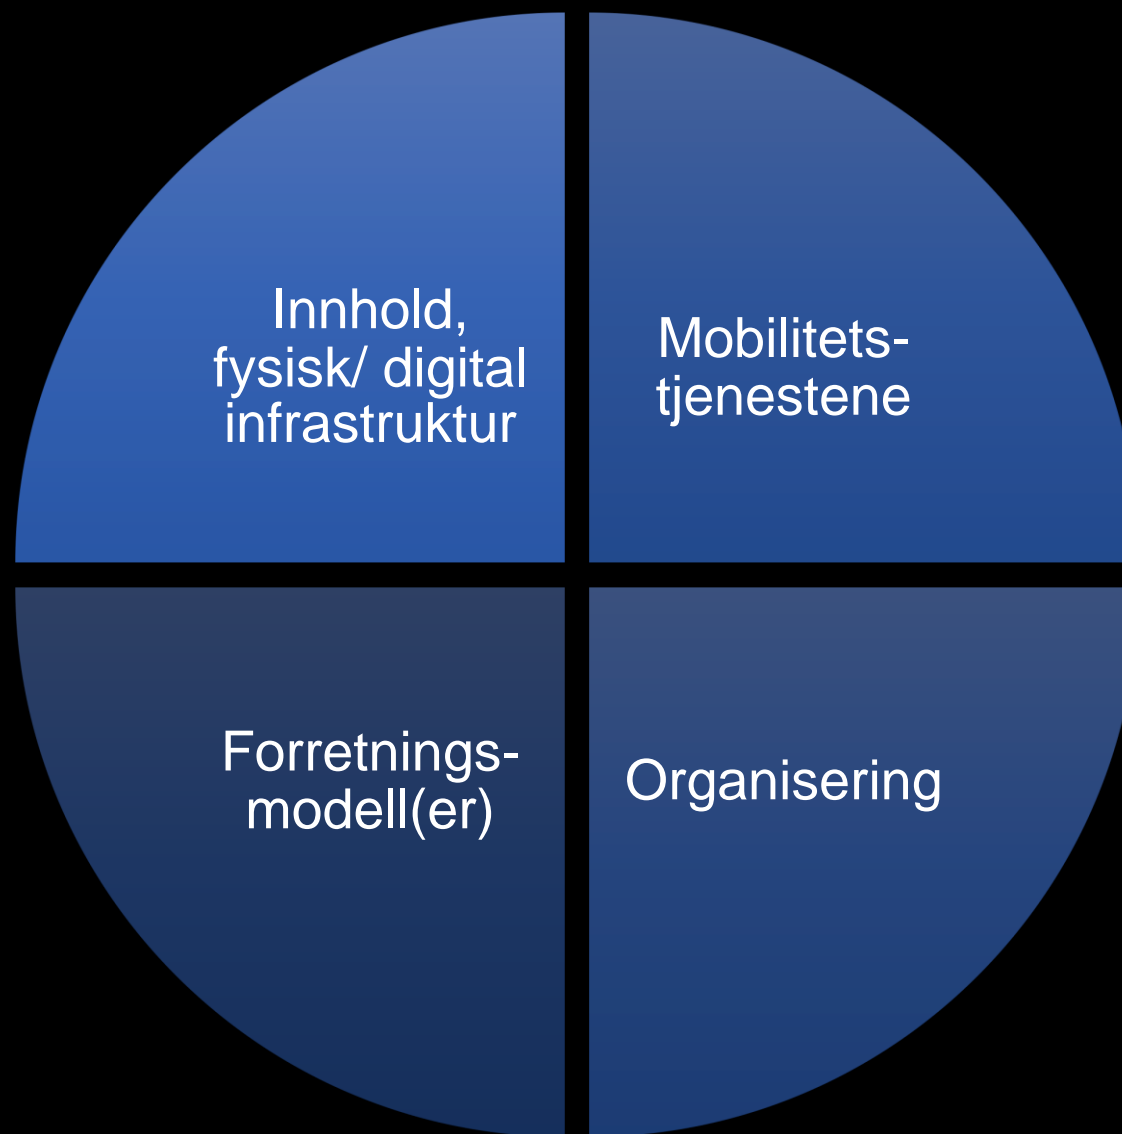 Innhold,
fysisk/ digital
infrastruktur
Mobilitets-
tjenestene
Forretnings-
modell(er)
Organisering